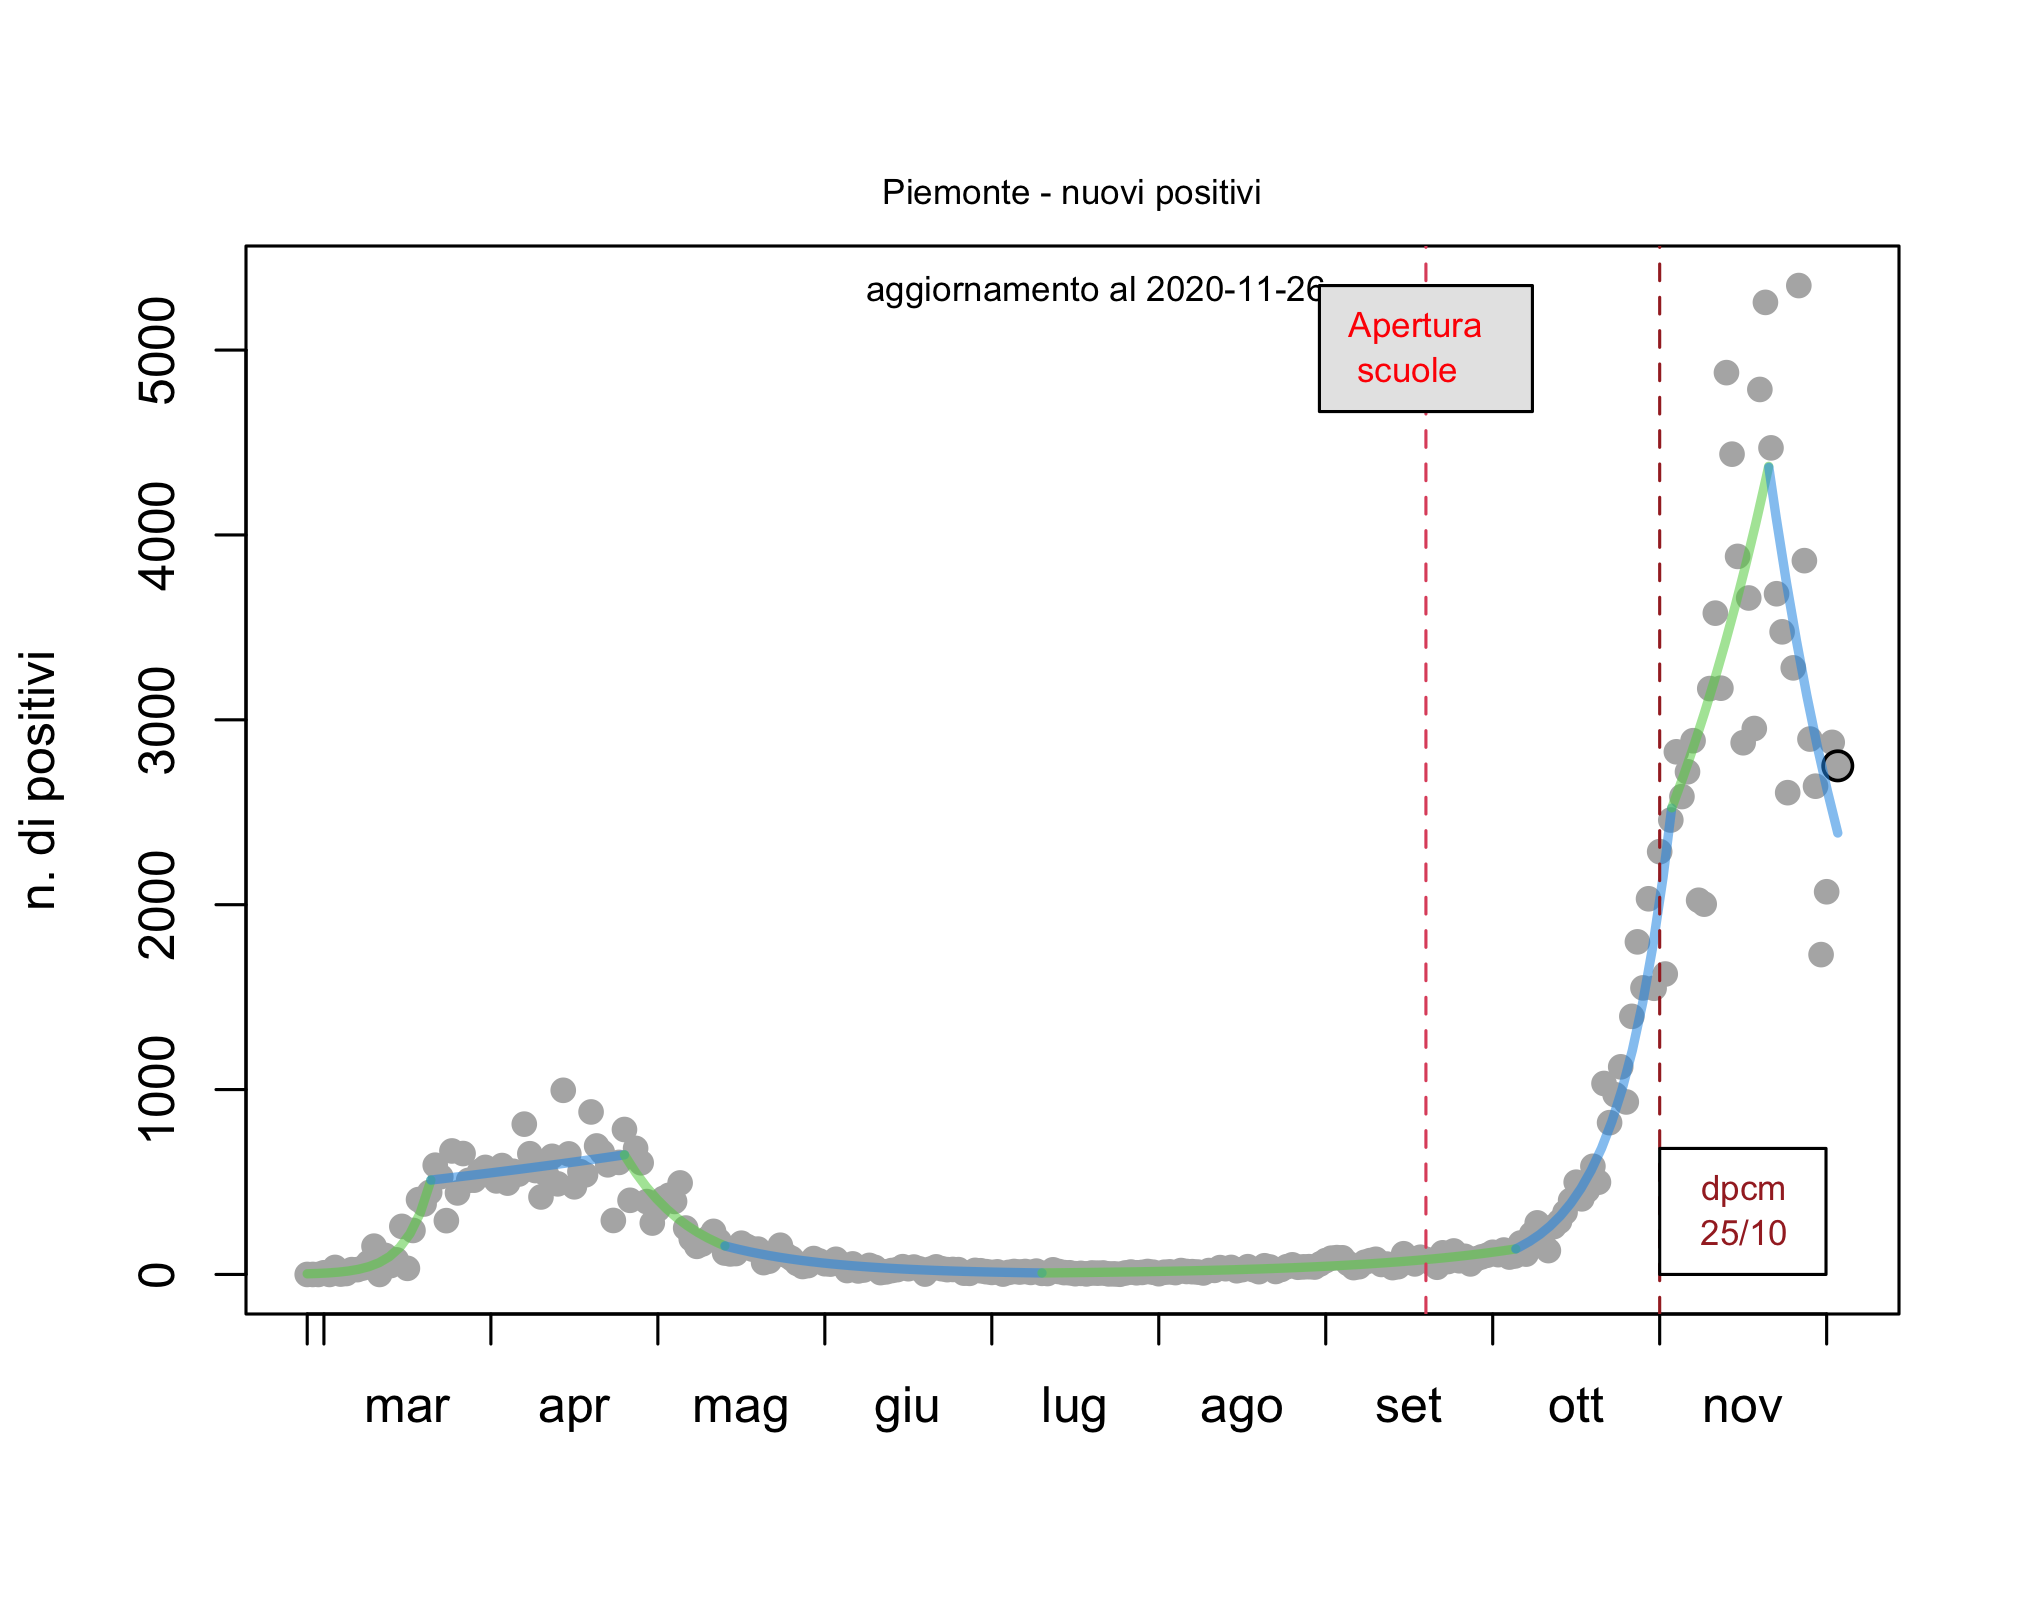 Piemonte - nuovi positivi
aggiornamento al 2020-11-26
Apertura
scuole
5000
4000
3000
2000
1000
0
n. di positivi
dpcm
25/10
mar apr mag giu lug ago set ott nov